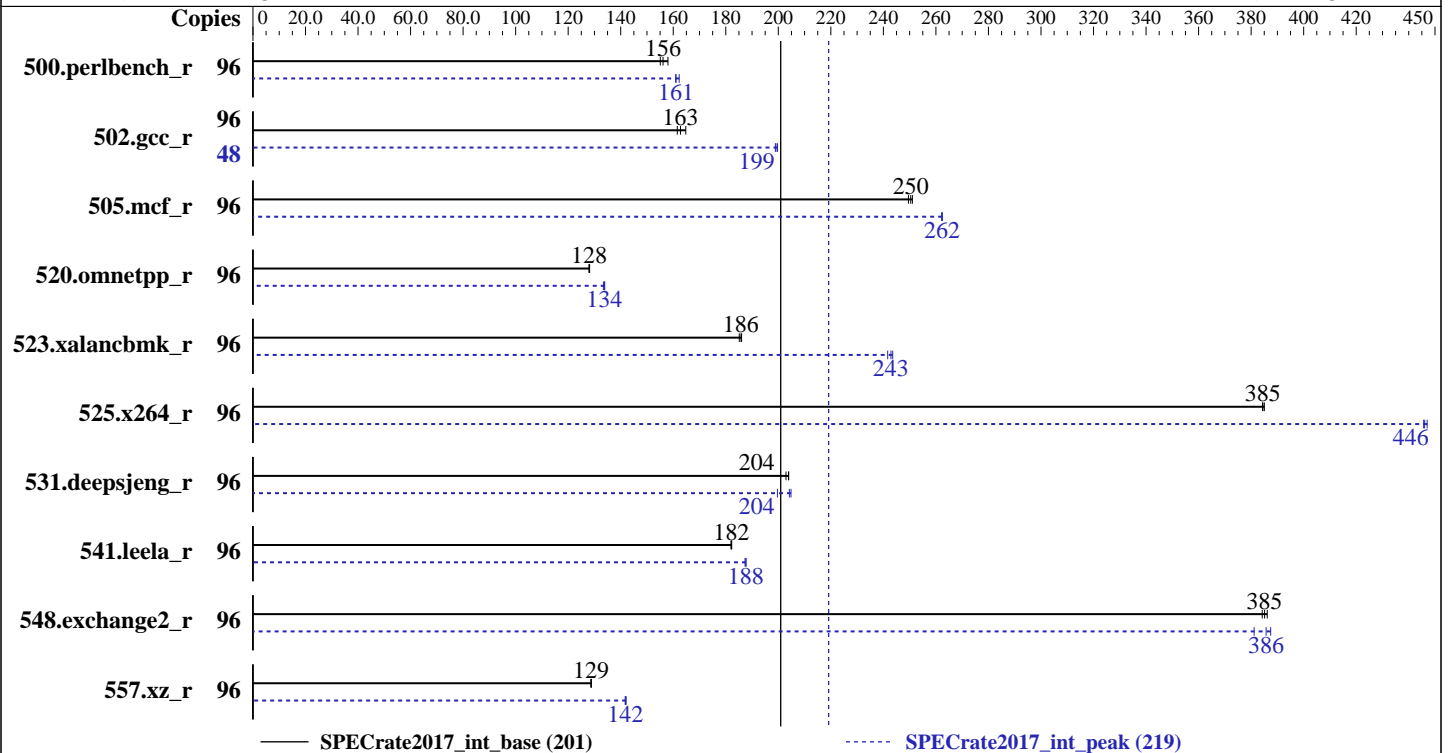 Copies 0 20.0 40.0 60.0 80.0 100 120 140 160 180 200 220 240 260 280 300 320 340 360 380 400 420 450
156
500.perlbench_r 96
161
96 163
502.gcc_r
48 199
250
505.mcf_r 96
262
128
520.omnetpp_r 96
134
186
523.xalancbmk_r 96
243
385
525.x264_r 96
446
204
531.deepsjeng_r 96
204
182
541.leela_r 96
188
385
548.exchange2_r 96
386
129
557.xz_r 96
142
SPECrate2017_int_base (201) SPECrate2017_int_peak (219)